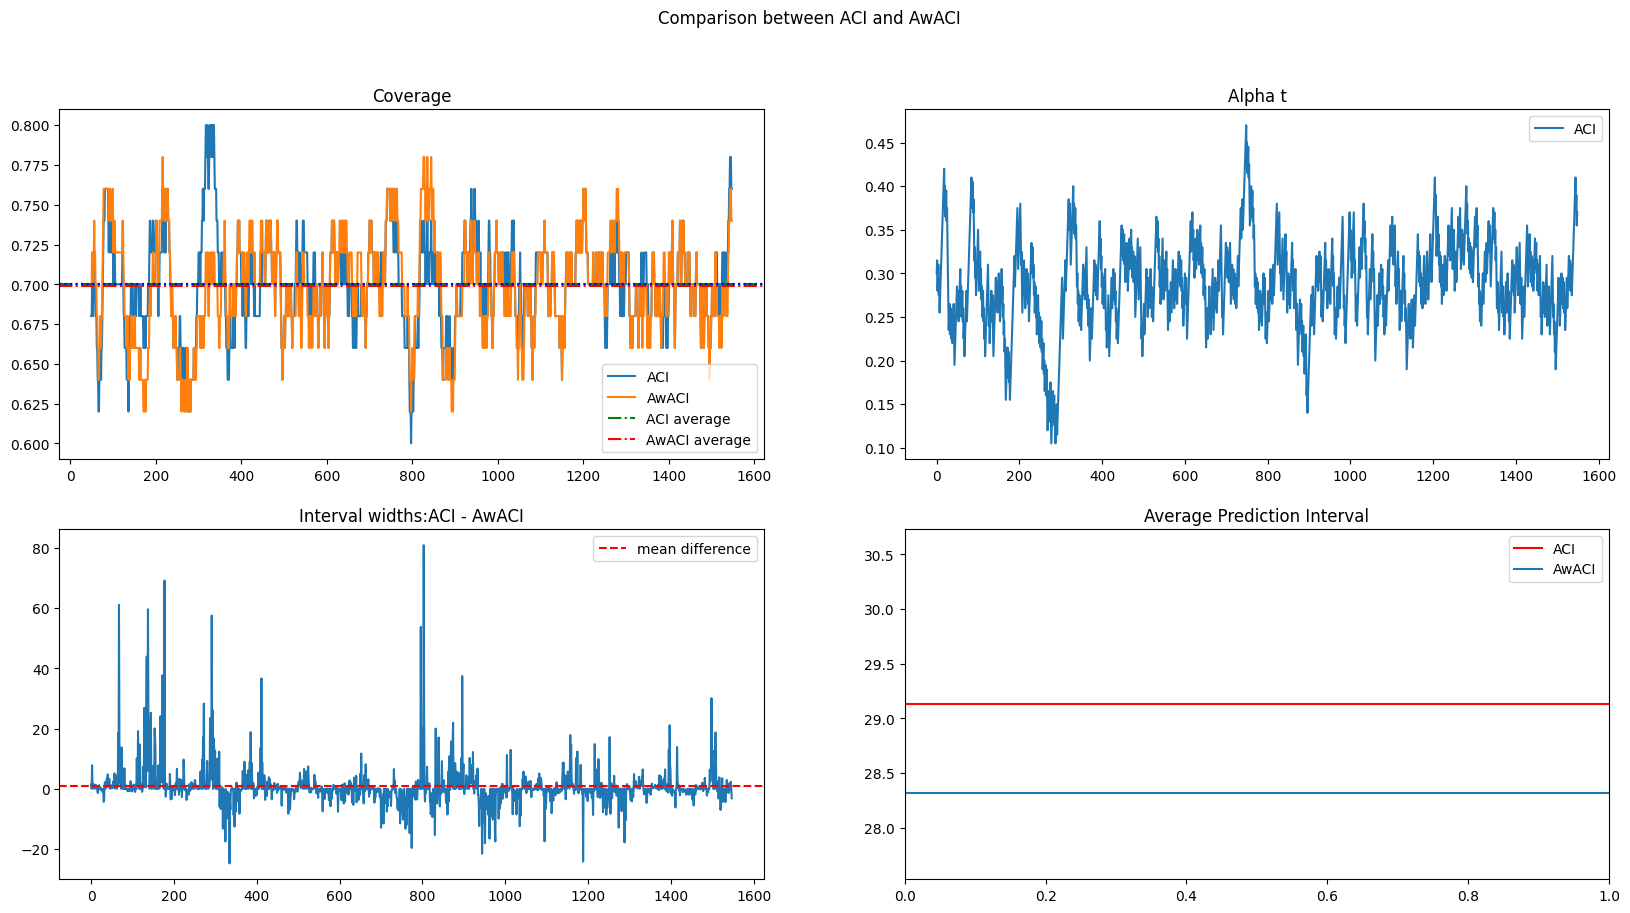 Comparison between ACI and AwACI
Coverage
0.800
0.775
0.750
0.725
0.700
0.675
0.650
0.625
0.600
0 200 400 600 800 1000 1200 1400 1600
ACI
AwACI
ACI average
AwACI average
Alpha t
0.45
0.40
0.35
0.30
0.25
0.20
0.15
0.10
0 200 400 600 800 1000 1200 1400 1600
ACI
Interval widths:ACI - AwACI
80
60
40
20
0
−20
0 200 400 600 800 1000 1200 1400 1600
mean difference
Average Prediction Interval
30.5
30.0
29.5
29.0
28.5
28.0
0.0 0.2 0.4 0.6 0.8 1.0
ACI
AwACI